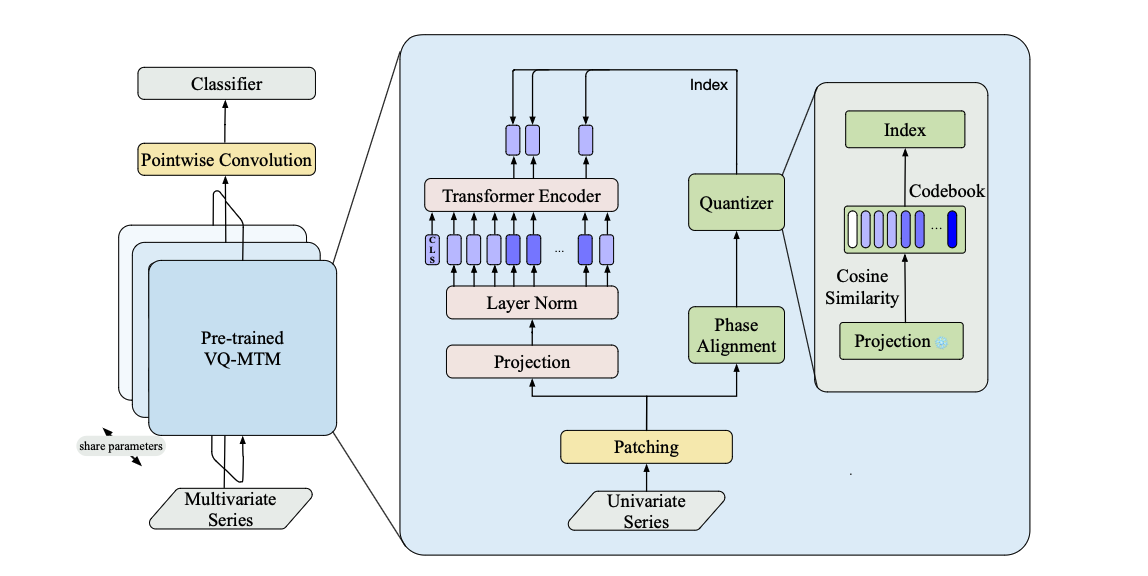 Classifier
Pointwise Convolution
Pre-trained
VQ-MTM
share parameters
Multivariate
Series
Index
Transformer Encoder
CLS
...
Layer Norm
Projection
Patching
Univariate
Series
Quantizer
Phase
Alignment
Index
Codebook
...
Cosine
Similarity
Projection